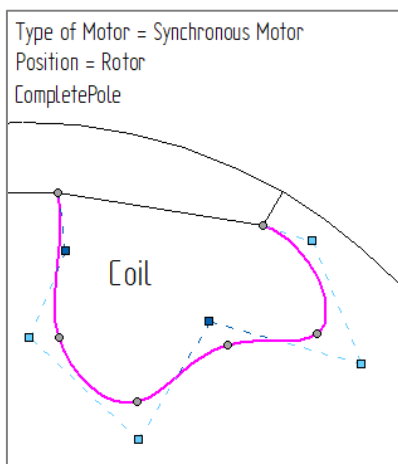 Type of Motor = Synchronous Motor
Position = Rotor
CompletePole
Coil